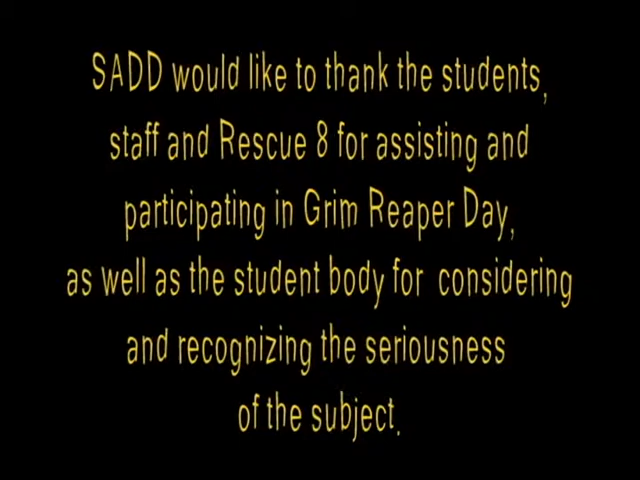 SADD would like to thank the students,
staff and Rescue 8 for assisting and
participating in Grim Reaper Day,
as well as the student body for considering
and recognizing the seriousness
of the subject.